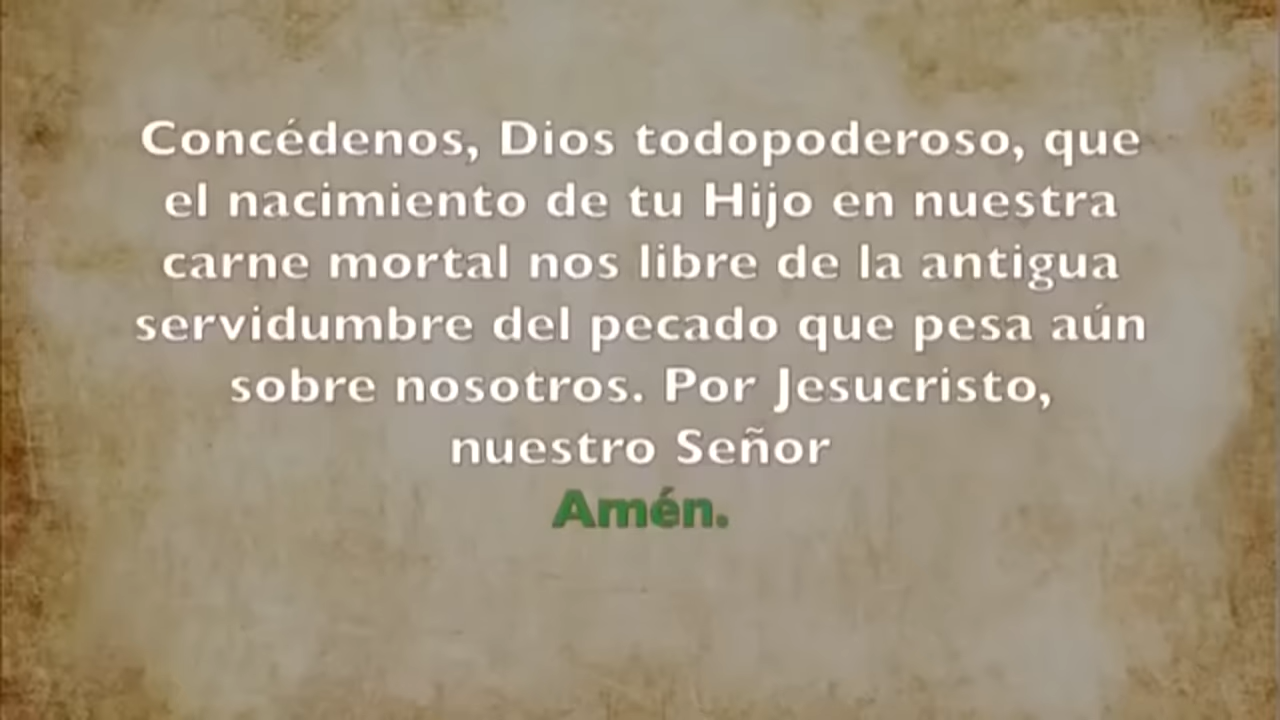 Concédenos, Dios todopoderoso, que
el nacimiento de tu Hijo en nuestra
carne mortal nos libre de la antigua
servidumbre del pecado que pesa aún
sobre nosotros. Por Jesucristo,
nuestro Señor
Amén.